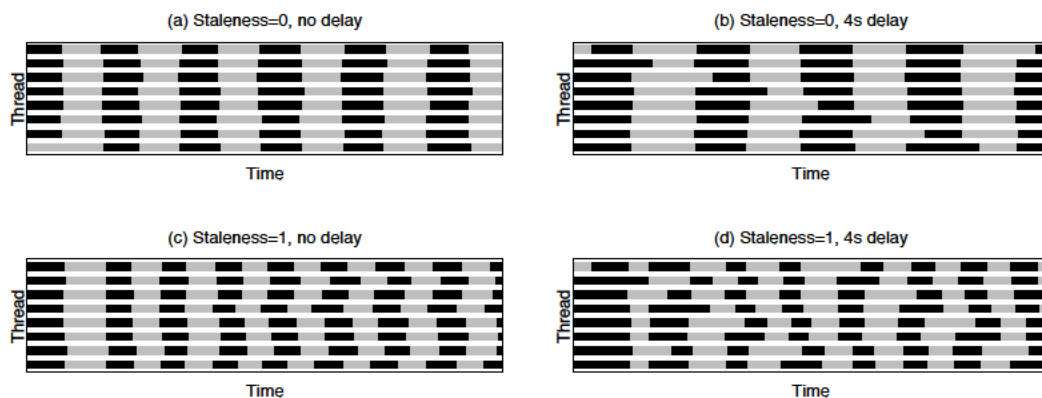 (a) Staleness=0, no delay
Thread
Time
(b) Staleness=0, 4s delay
Thread
Time
(c) Staleness=1, no delay
Thread
Time
(d) Staleness=1, 4s delay
Thread
Time